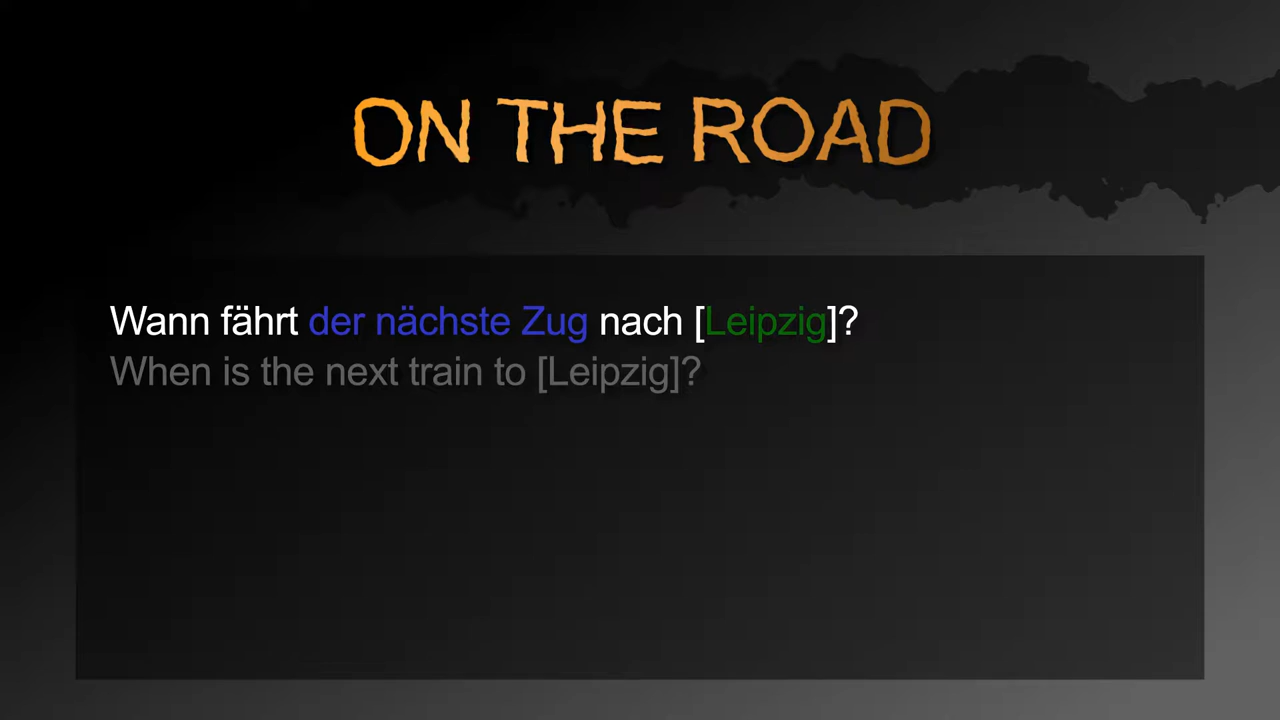 ON THE ROAD
Wann fährt der nächste Zug nach [Leipzig]?
When is the next train to [Leipzig]?